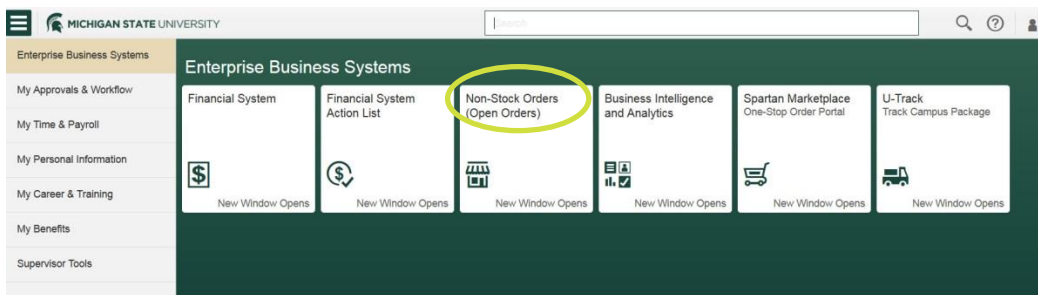 MICHIGAN STATE UNIVERSITY
Search
Enterprise Business Systems
My Approvals & Workflow
My Time & Payroll
My Personal Information
My Career & Training
My Benefits
Supervisor Tools
Enterprise Business Systems
Financial System
New Window Opens
Financial System
Action List
New Window Opens
Non-Stock Orders
(Open Orders)
New Window Opens
Business Intelligence
and Analytics
New Window Opens
Spartan Marketplace
One-Stop Order Portal
New Window Opens
U-Track
Track Campus Package
New Window Opens